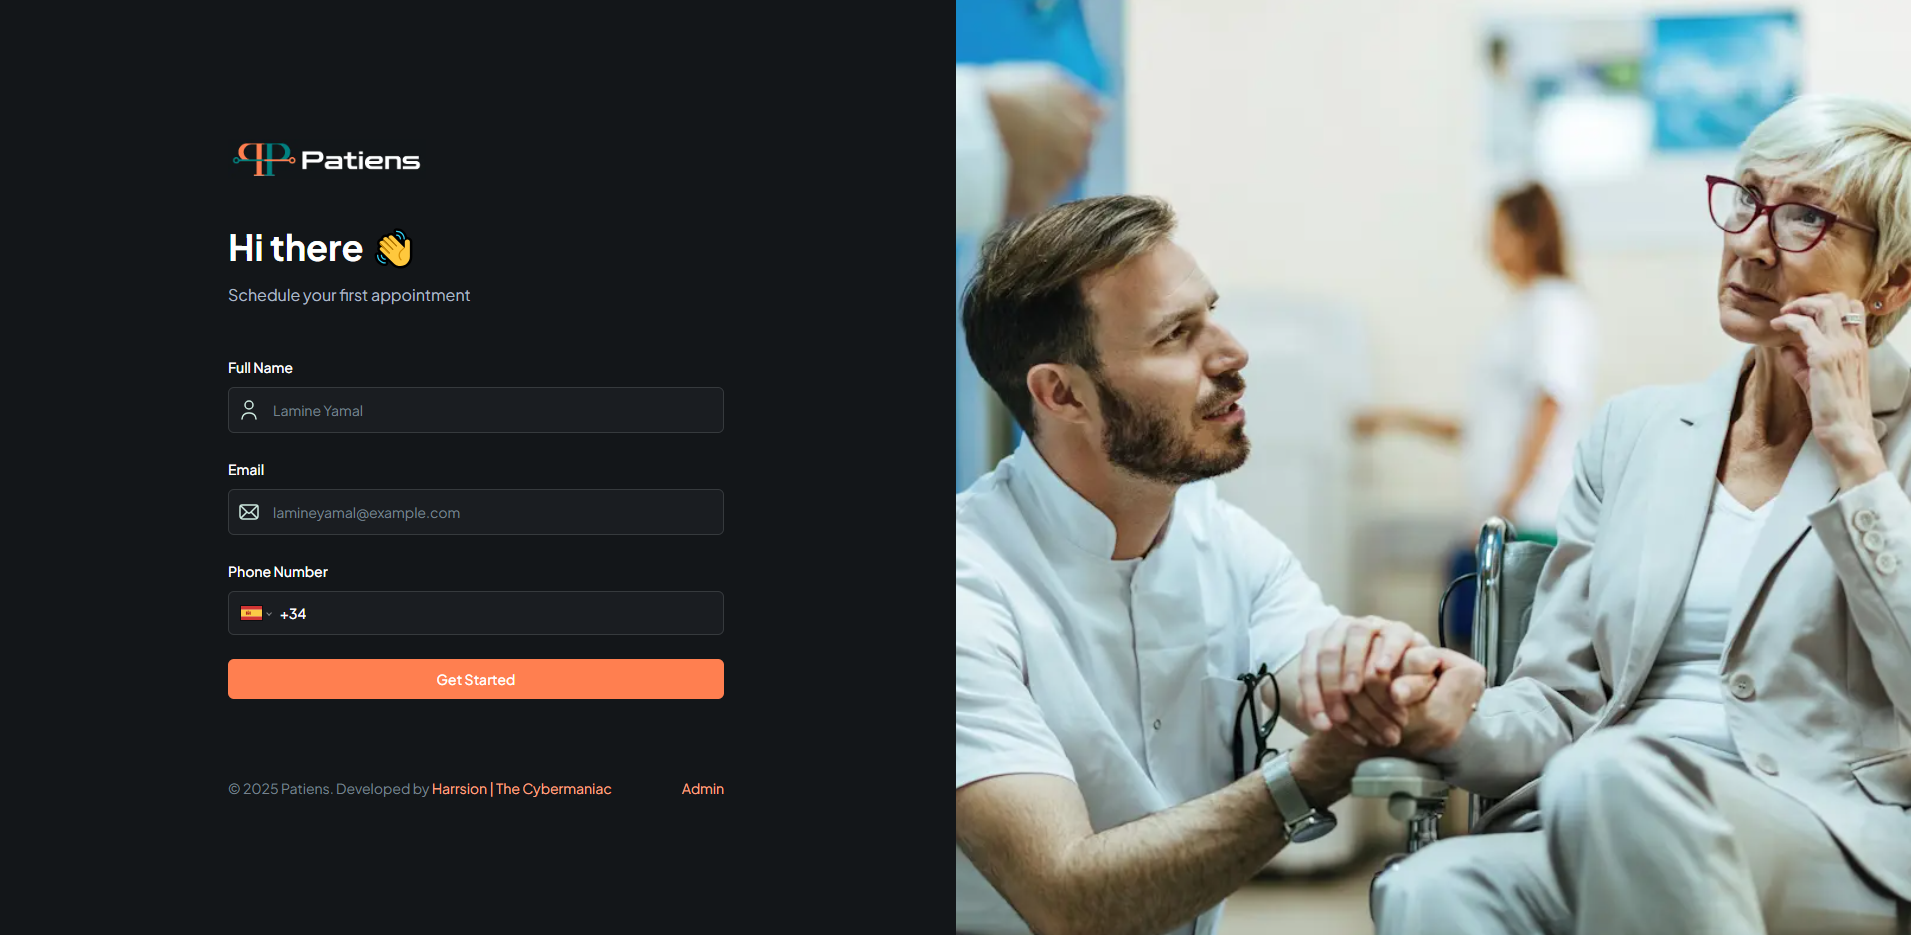 Patiens
Hi there 👋
Schedule your first appointment
Full Name
Lamine Yamal
Email
lamineyamal@example.com
Phone Number
+34
Get Started
© 2025 Patiens. Developed by Harrsion | The Cybermaniac
Admin